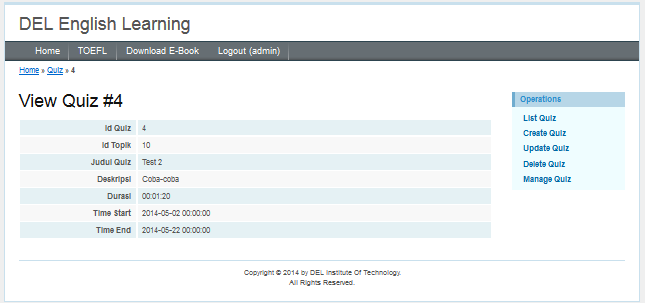 DEL English Learning
Home TOEFL Download E-Book Logout (admin)
Home » Quiz » 4
View Quiz #4
Id Quiz 4
Id Topik 10
Judul Quiz Test 2
Deskripsi Coba-coba
Durasi 00:01:20
Time Start 2014-05-02 00:00:00
Time End 2014-05-22 00:00:00
Operations
List Quiz
Create Quiz
Update Quiz
Delete Quiz
Manage Quiz
Copyright © 2014 by DEL Institute Of Technology.
All Rights Reserved.